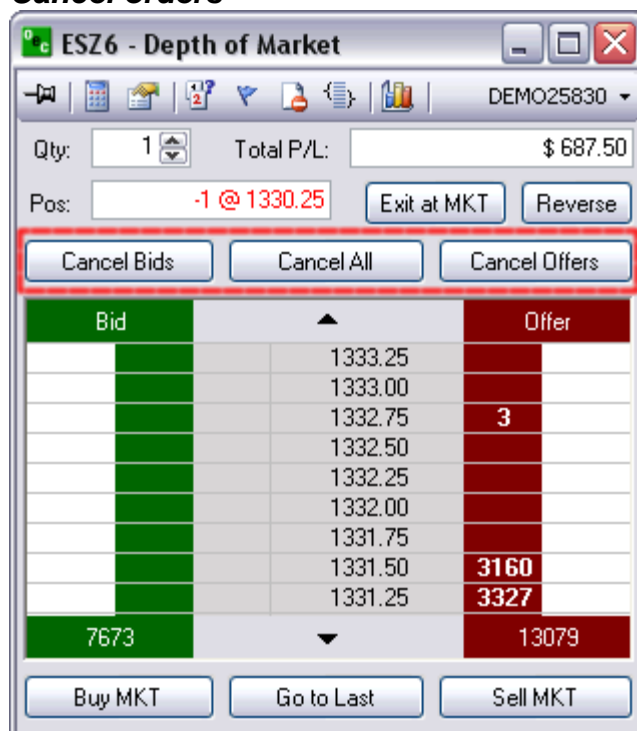 Cancel orders
ESZ6 - Depth of Market
DEMO25830
Qty: 1 Total P/L: $ 687.50
Pos: -1 @ 1330.25 Exit at MKT Reverse
Cancel Bids Cancel All Cancel Offers
Bid Offer
1333.25
1333.00
1332.75 3
1332.50
1332.25
1332.00
1331.75
1331.50 3160
1331.25 3327
7673 13079
Buy MKT Go to Last Sell MKT